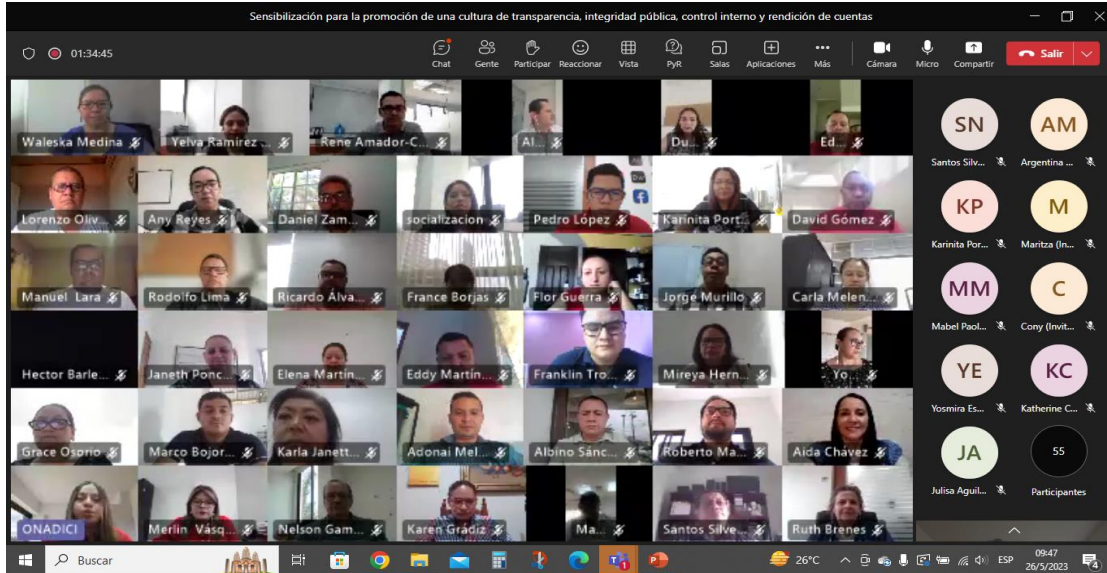 Sensibilización para la promoción de una cultura de transparencia, integridad pública, control interno y rendición de cuentas
01:34:45
Chat Gente Participar Reaccionar Vista PyR Salas Aplicaciones Más Cámara Micro Compartir Salir
Waleska Medina Yelva Ramírez ... Rene Amador-C... Al... Du... Ed...
Lorenzo Oliv... Any Reyes Daniel Zam... socializacion Pedro López Karinita Port... David Gómez
Manuel Lara Rodolfo Lima Ricardo Álva... France Borjas Flor Guerra Jorge Murillo Carla Melen...
Hector Barle... Janeth Ponc... Elena Martín... Eddy Martín... Franklin Tro... Mireya Hern... Yo...
Grace Osorio Marco Bojor... Karla Janett... Adonai Mel... Albino Sánc... Roberto Ma... Aida Chávez
ONADICI Merlin Vásq... Nelson Gam... Karen Grádiz Ma... Santos Silve... Ruth Brenes
SN AM
Santos Silv... Argentina ...
KP M
Karinita Por... Maritza (In...
MM C
Mabel Paol... Cony (Invit...
YE KC
Yosmira Es... Katherine C...
JA 55
Julisa Aguil... Participantes
Buscar 26°C ESP 09:47
26/5/2023